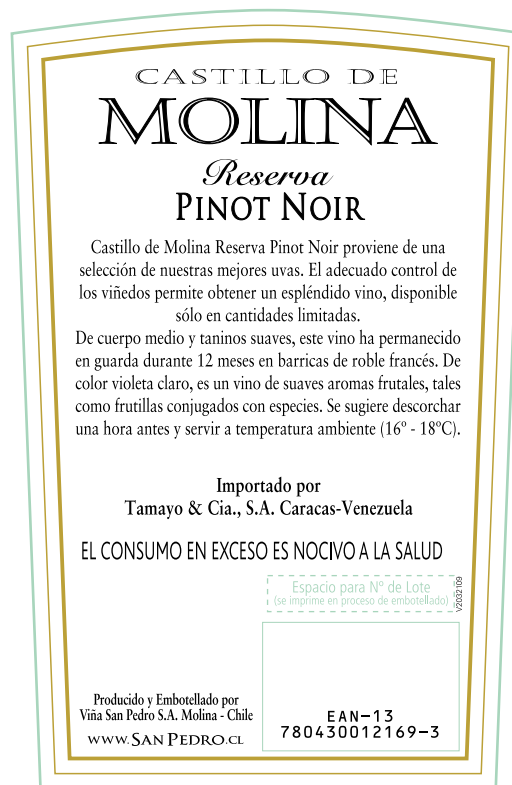 CASTILLO DE
MOLINA
Reserva
PINOT NOIR
Castillo de Molina Reserva Pinot Noir proviene de una
selección de nuestras mejores uvas. El adecuado control de
los viñedos permite obtener un espléndido vino, disponible
sólo en cantidades limitadas.
De cuerpo medio y taninos suaves, este vino ha permanecido
en guarda durante 12 meses en barricas de roble francés. De
color violeta claro, es un vino de suaves aromas frutales, tales
como frutillas conjugados con especies. Se sugiere descorchar
una hora antes y servir a temperatura ambiente (16º - 18ºC).
Importado por
Tamayo & Cia., S.A. Caracas-Venezuela
EL CONSUMO EN EXCESO ES NOCIVO A LA SALUD
Espacio para Nº de Lote
(se imprime en proceso de embotellado)
V2032109
Producido y Embotellado por
Viña San Pedro S.A. Molina - Chile
WWW.SAN PEDRO.CL
EAN-13
780430012169-3